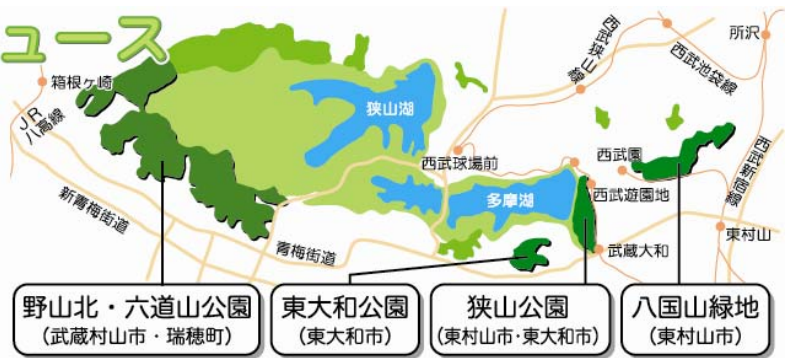 ユース
箱根ヶ崎
JR
八高線
新青梅街道
青梅街道
狭山湖
多摩湖
西武球場前
西武狭山線
西武池袋線
所沢
西武園
西武遊園地
武蔵大和
西武新宿線
東村山
野山北・六道山公園
(武蔵村山市・瑞穂町)
東大和公園
(東大和市)
狭山公園
(東村山市・東大和市)
八国山緑地
(東村山市)